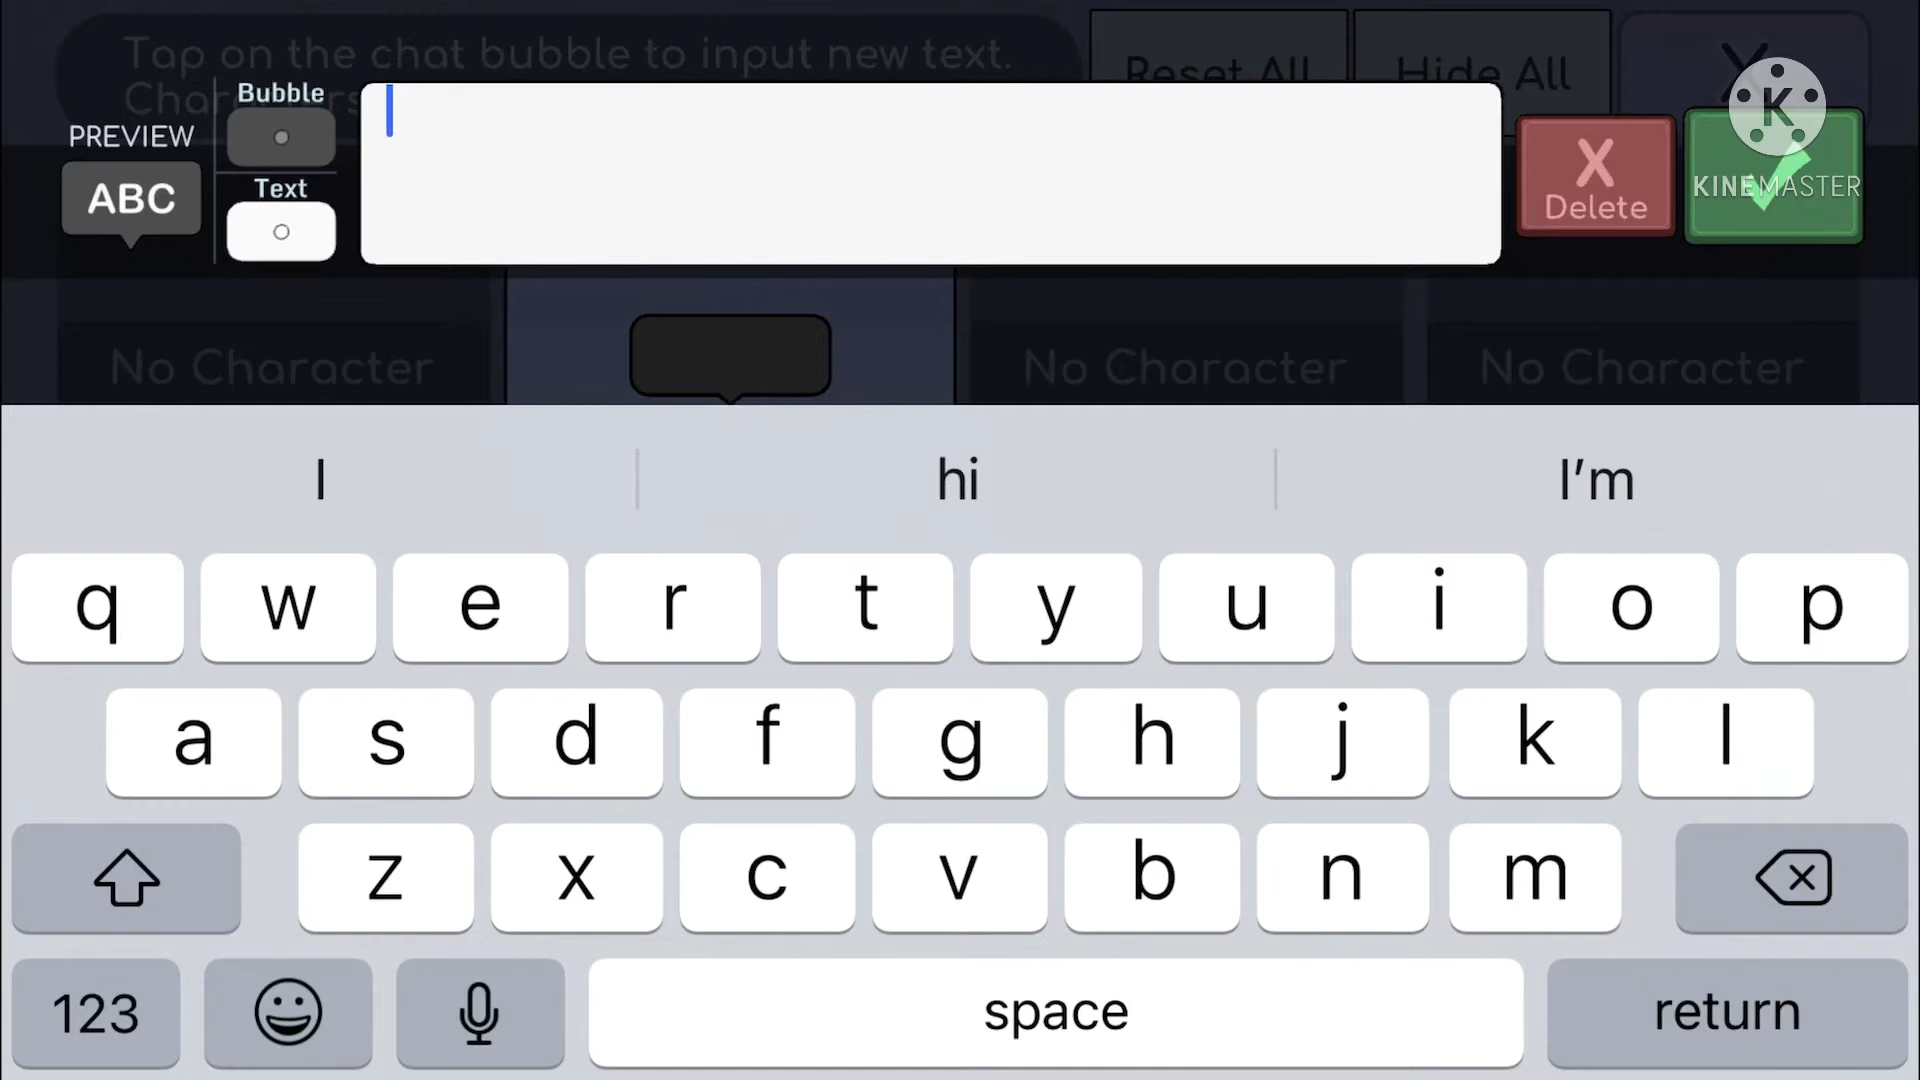 Tap on the chat bubble to input new text.
Reset All
Hide All
X
Characters
Bubble
PREVIEW
ABC
Text
X
Delete
K
KINEMASTER
No Character
No Character
No Character
I
hi
I'm
q w e r t y u i o p
a s d f g h j k l
z x c v b n m
123
space
return